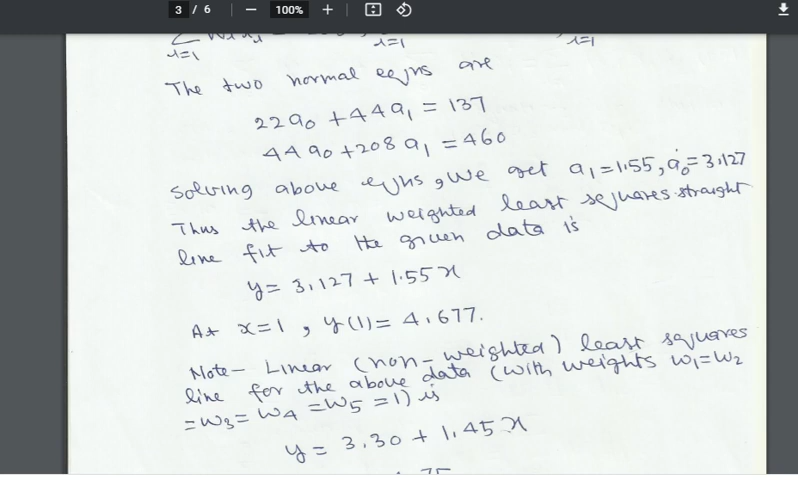 3 / 6 | − 100% +
i=1 i=1 i=1
The two normal eqns are
22a₀ + 44a₁ = 137
44a₀ + 208a₁ = 460
Solving above eqns, we get a₁=1.55, a₀=3.127
Thus the linear weighted least squares straight
line fit to the given data is
y = 3.127 + 1.55x
At x=1, y(1) = 4.677.
Note - Linear (non-weighted) least squares
line for the above data (with weights w₁=w₂
=w₃=w₄=w₅=1) is
y = 3.30 + 1.45x